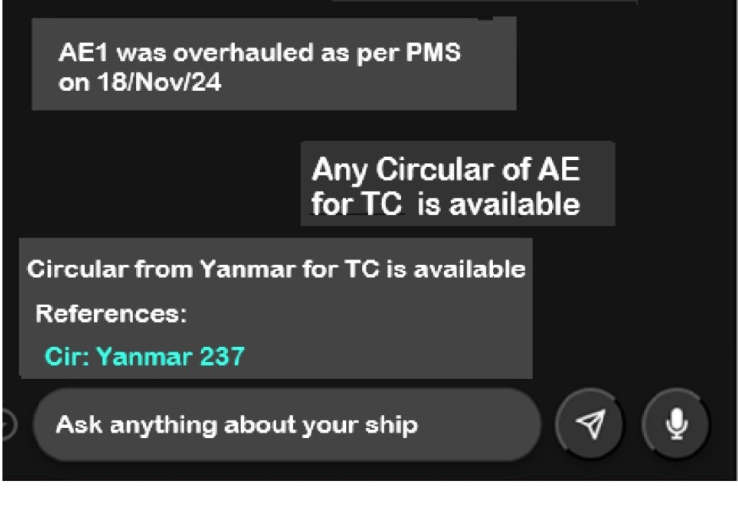 AE1 was overhauled as per PMS
on 18/Nov/24
Any Circular of AE
for TC is available
Circular from Yanmar for TC is available
References:
Cir: Yanmar 237
Ask anything about your ship